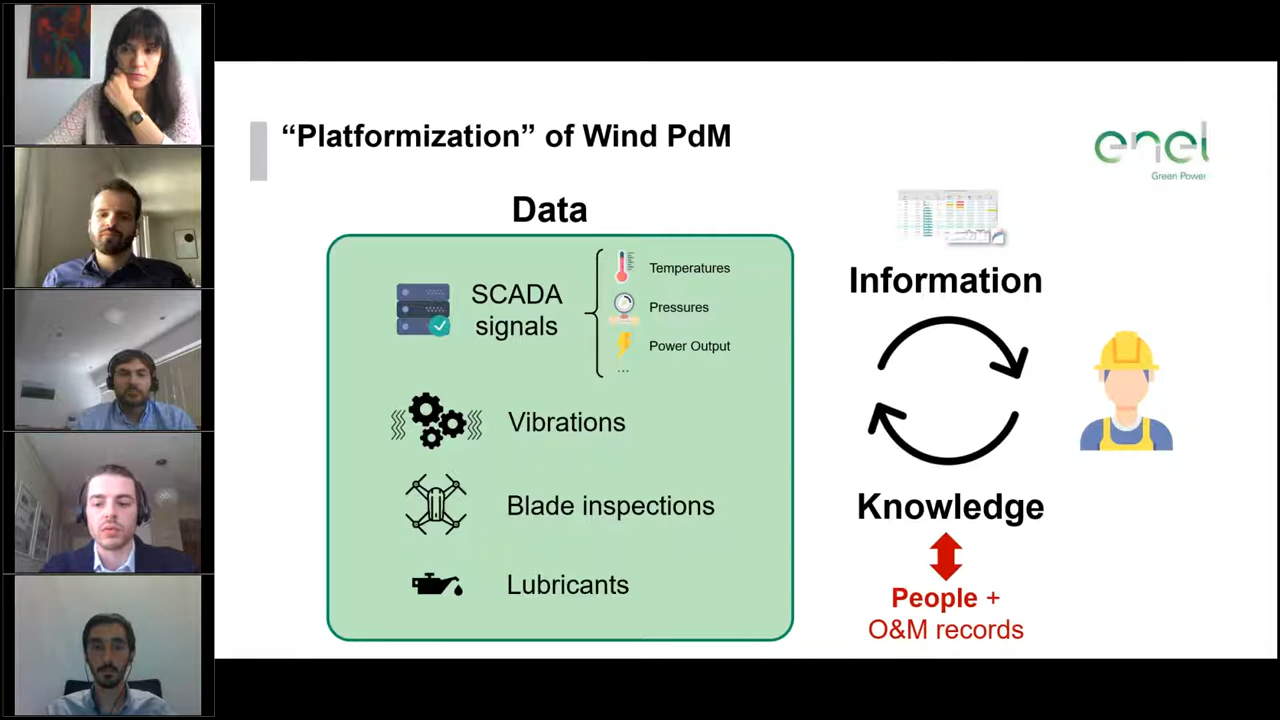 “Platformization” of Wind PdM
enel
Green Power
Data
SCADA
signals
Temperatures
Pressures
Power Output
...
Vibrations
Blade inspections
Lubricants
Information
Knowledge
People +
O&M records